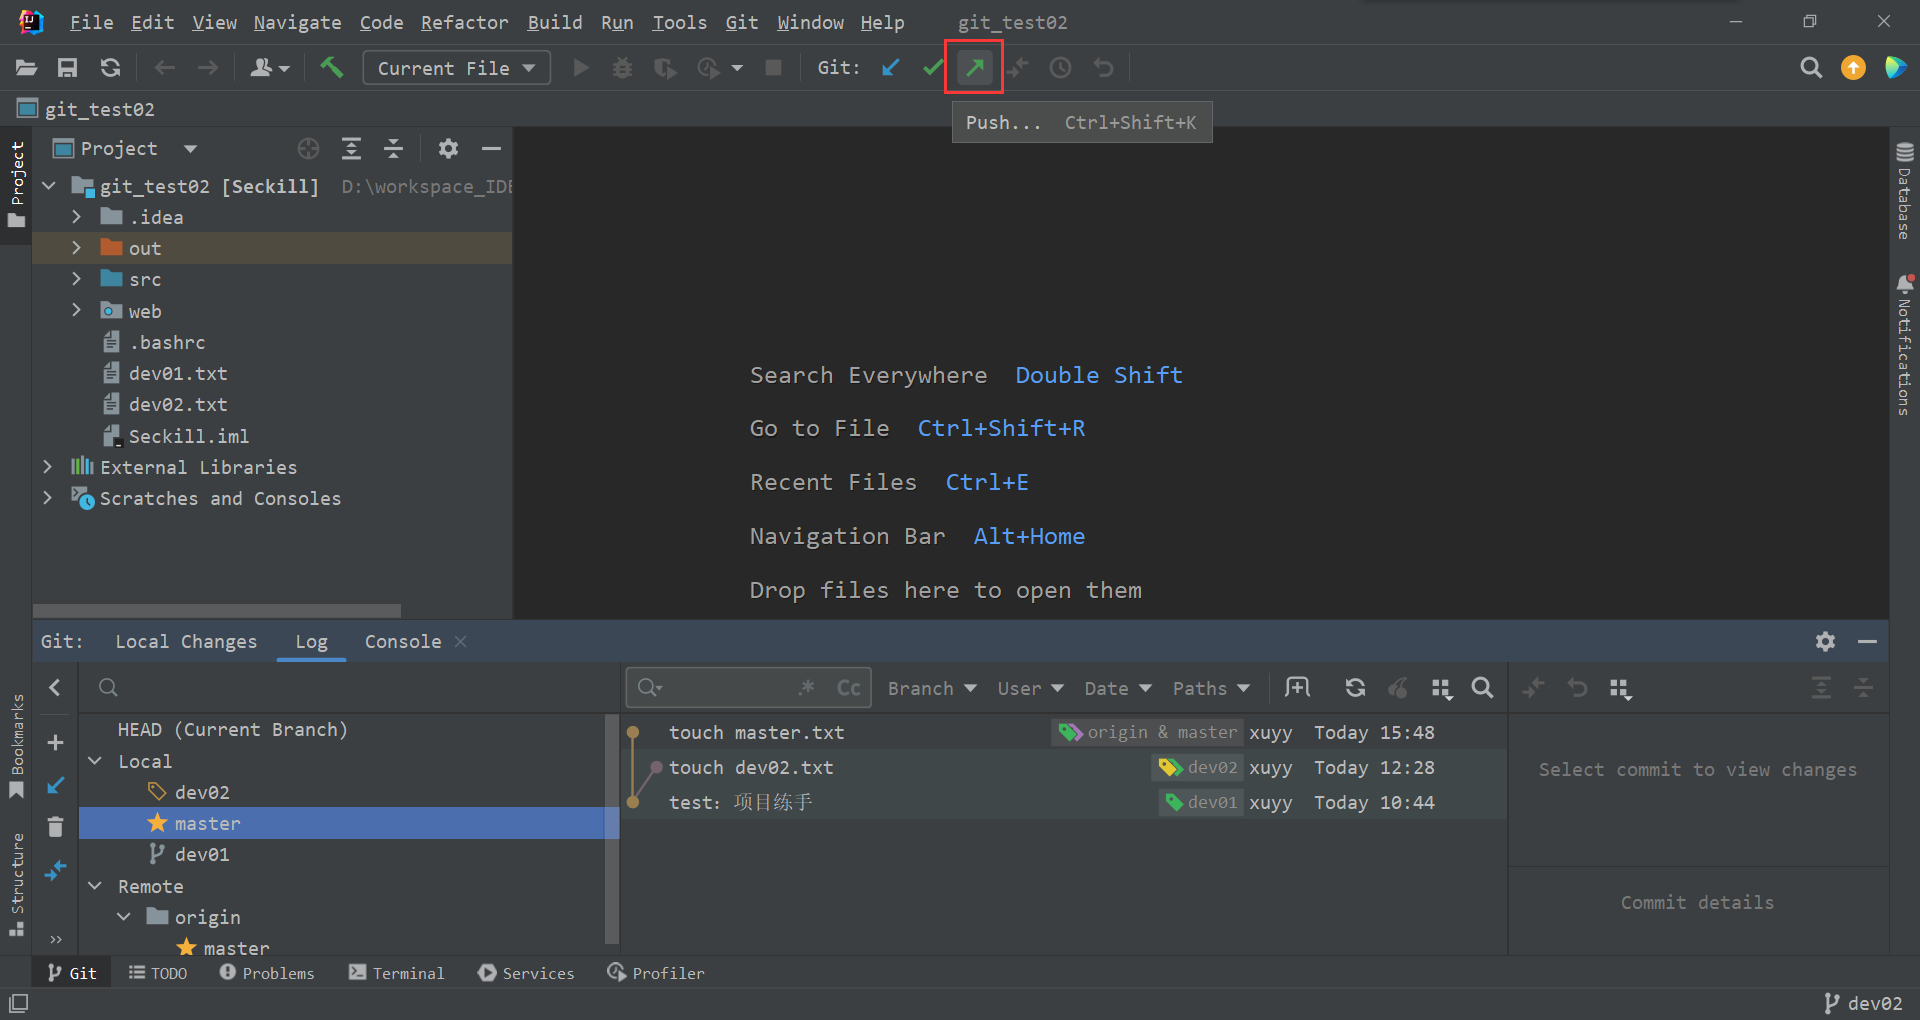 File Edit View Navigate Code Refactor Build Run Tools Git Window Help git_test02
Current File Git:
git_test02
Push... Ctrl+Shift+K
Project
Project
git_test02 [Seckill] D:\workspace_IDE
.idea
out
src
web
.bashrc
dev01.txt
dev02.txt
Seckill.iml
External Libraries
Scratches and Consoles
Search Everywhere Double Shift
Go to File Ctrl+Shift+R
Recent Files Ctrl+E
Navigation Bar Alt+Home
Drop files here to open them
Database
Notifications
Git: Local Changes Log Console
.* Cc Branch User Date Paths
HEAD (Current Branch)
Local
dev02
master
dev01
Remote
origin
master
touch master.txt origin & master xuyy Today 15:48
touch dev02.txt dev02 xuyy Today 12:28
test: 项目练手 dev01 xuyy Today 10:44
Select commit to view changes
Commit details
Bookmarks
Structure
Git TODO Problems Terminal Services Profiler
dev02